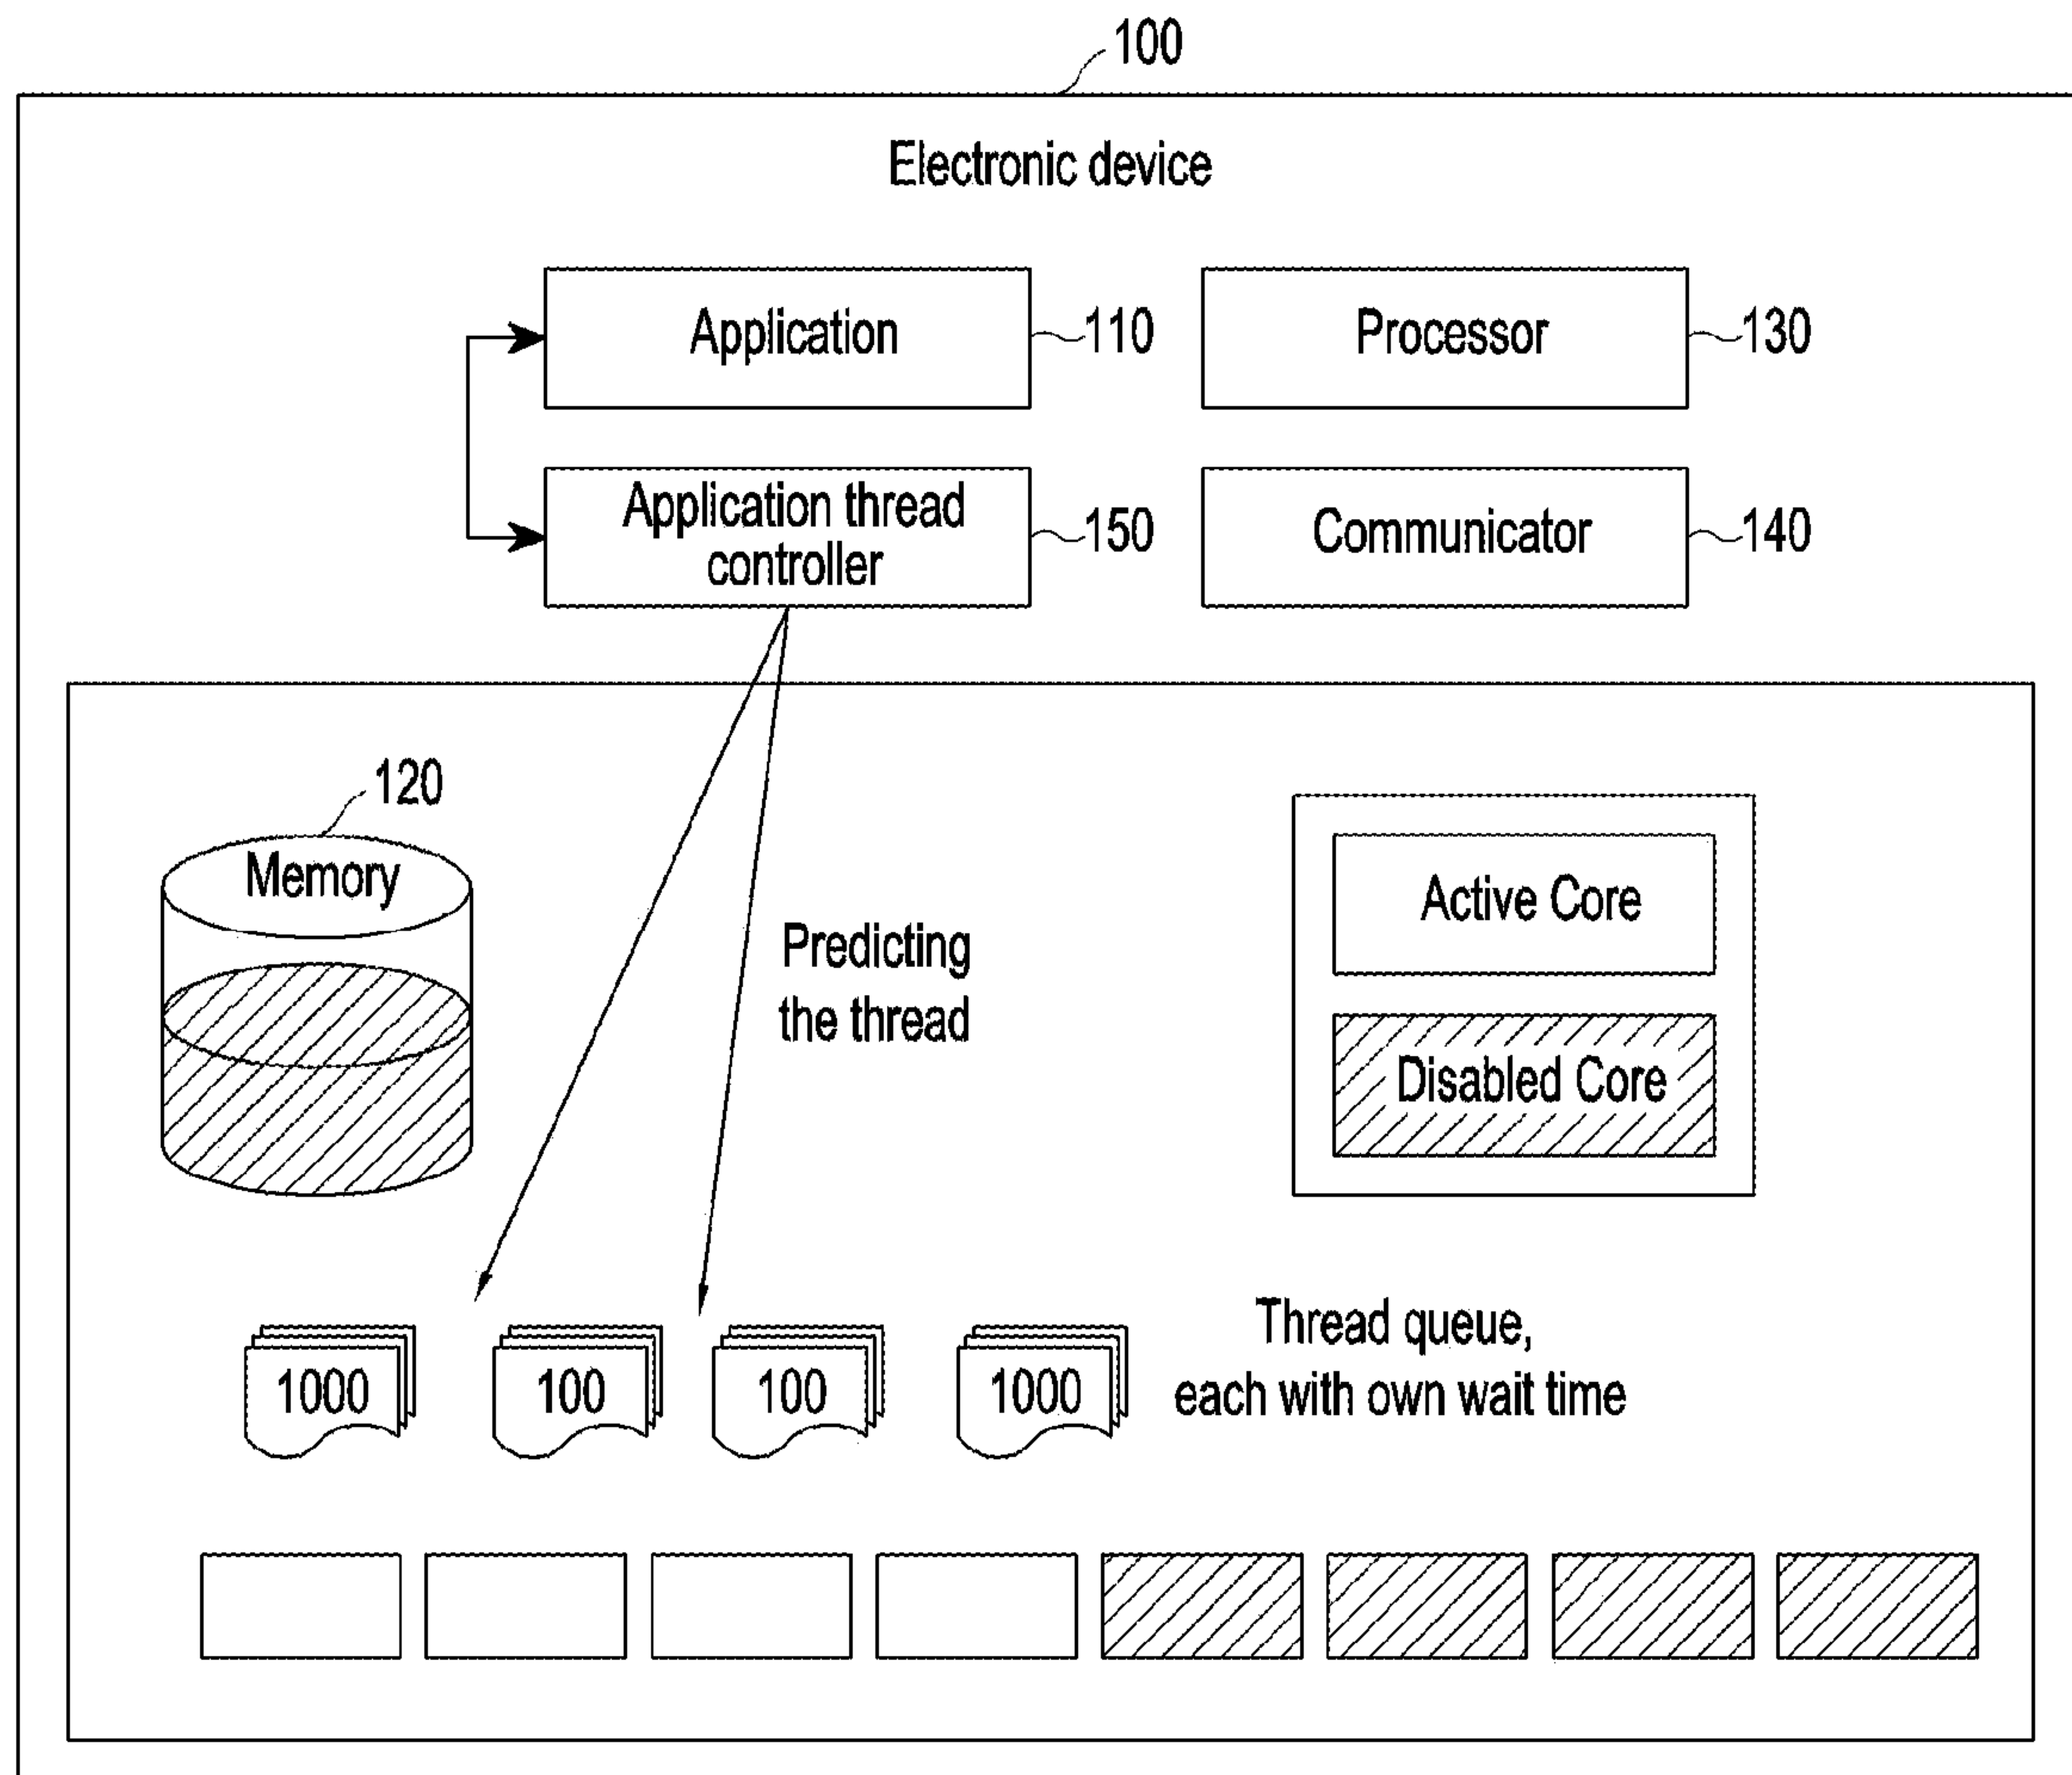 100
Electronic device
Application
110
Processor
130
Application thread
controller
150
Communicator
140
120
Memory
Predicting
the thread
Active Core
Disabled Core
1000
100
100
1000
Thread queue,
each with own wait time